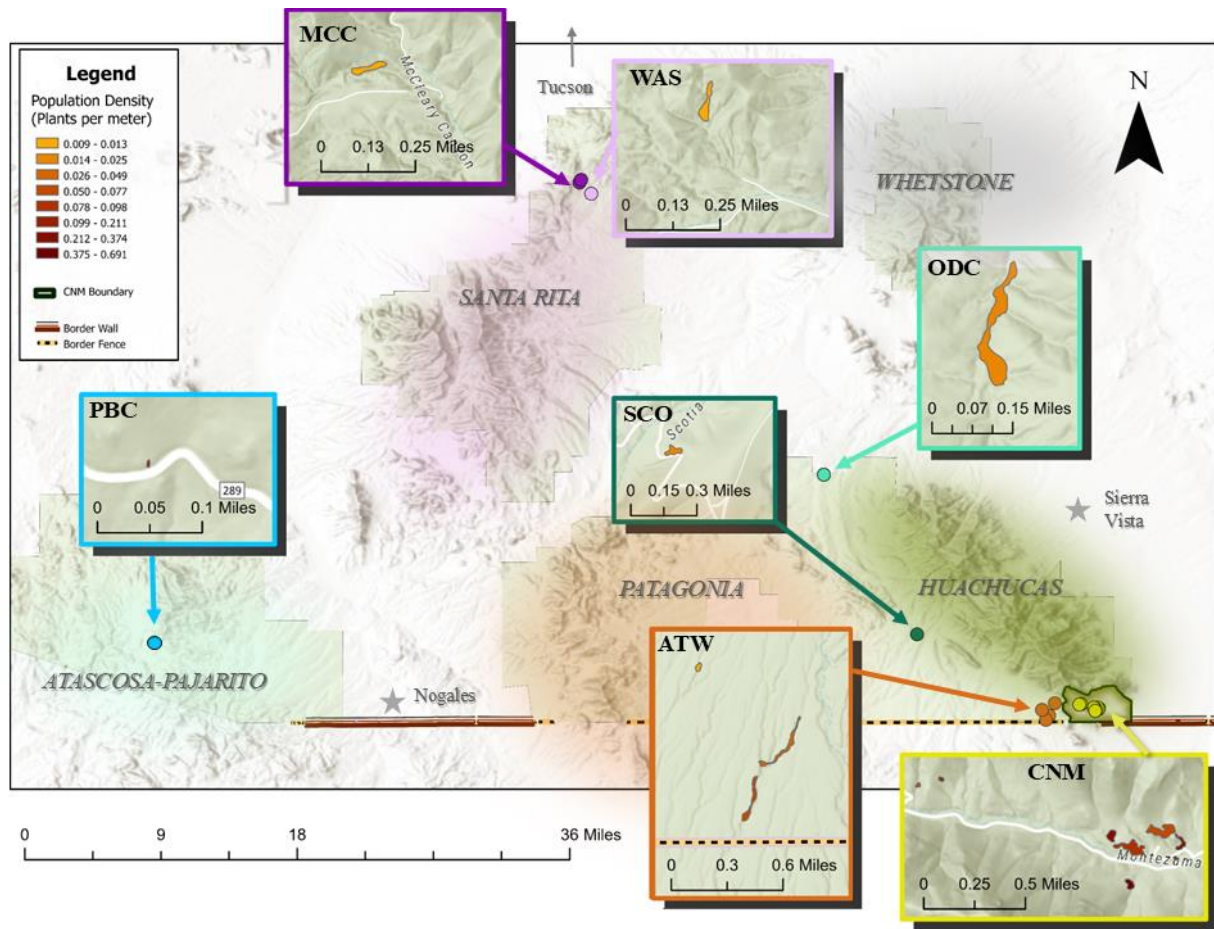 Legend
Population Density
(Plants per meter)
0.009 - 0.013
0.014 - 0.025
0.026 - 0.049
0.050 - 0.077
0.078 - 0.098
0.099 - 0.211
0.212 - 0.374
0.375 - 0.691
CNM Boundary
Border Wall
Border Fence
MCC
McCleary Canyon
0 0.13 0.25 Miles
Tucson
WAS
0 0.13 0.25 Miles
N
WHETSTONE
SANTA RITA
ODC
0 0.07 0.15 Miles
PBC
289
0 0.05 0.1 Miles
SCO
Scotia
0 0.15 0.3 Miles
Sierra
Vista
PATAGONIA
HUACHUCAS
ATASCOSA-PAJARITO
Nogales
ATW
0 0.3 0.6 Miles
CNM
Montezuma
0 0.25 0.5 Miles
0 9 18 36 Miles